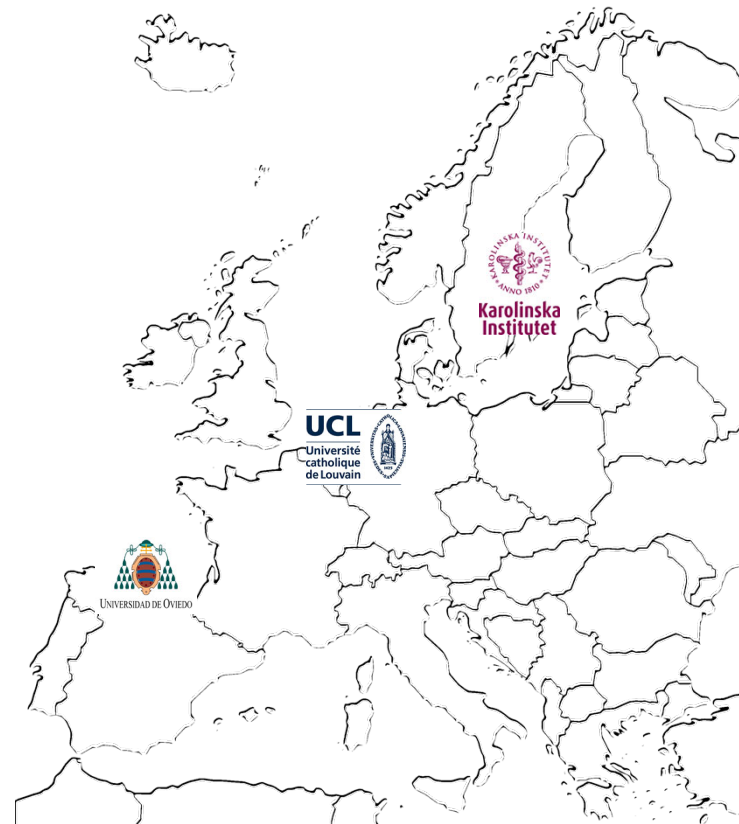 KAROLINSKA INSTITUTET
ANNO 1810
Karolinska
Institutet
UCL
Université
catholique
de Louvain
UNIVERSIDAD DE OVIEDO